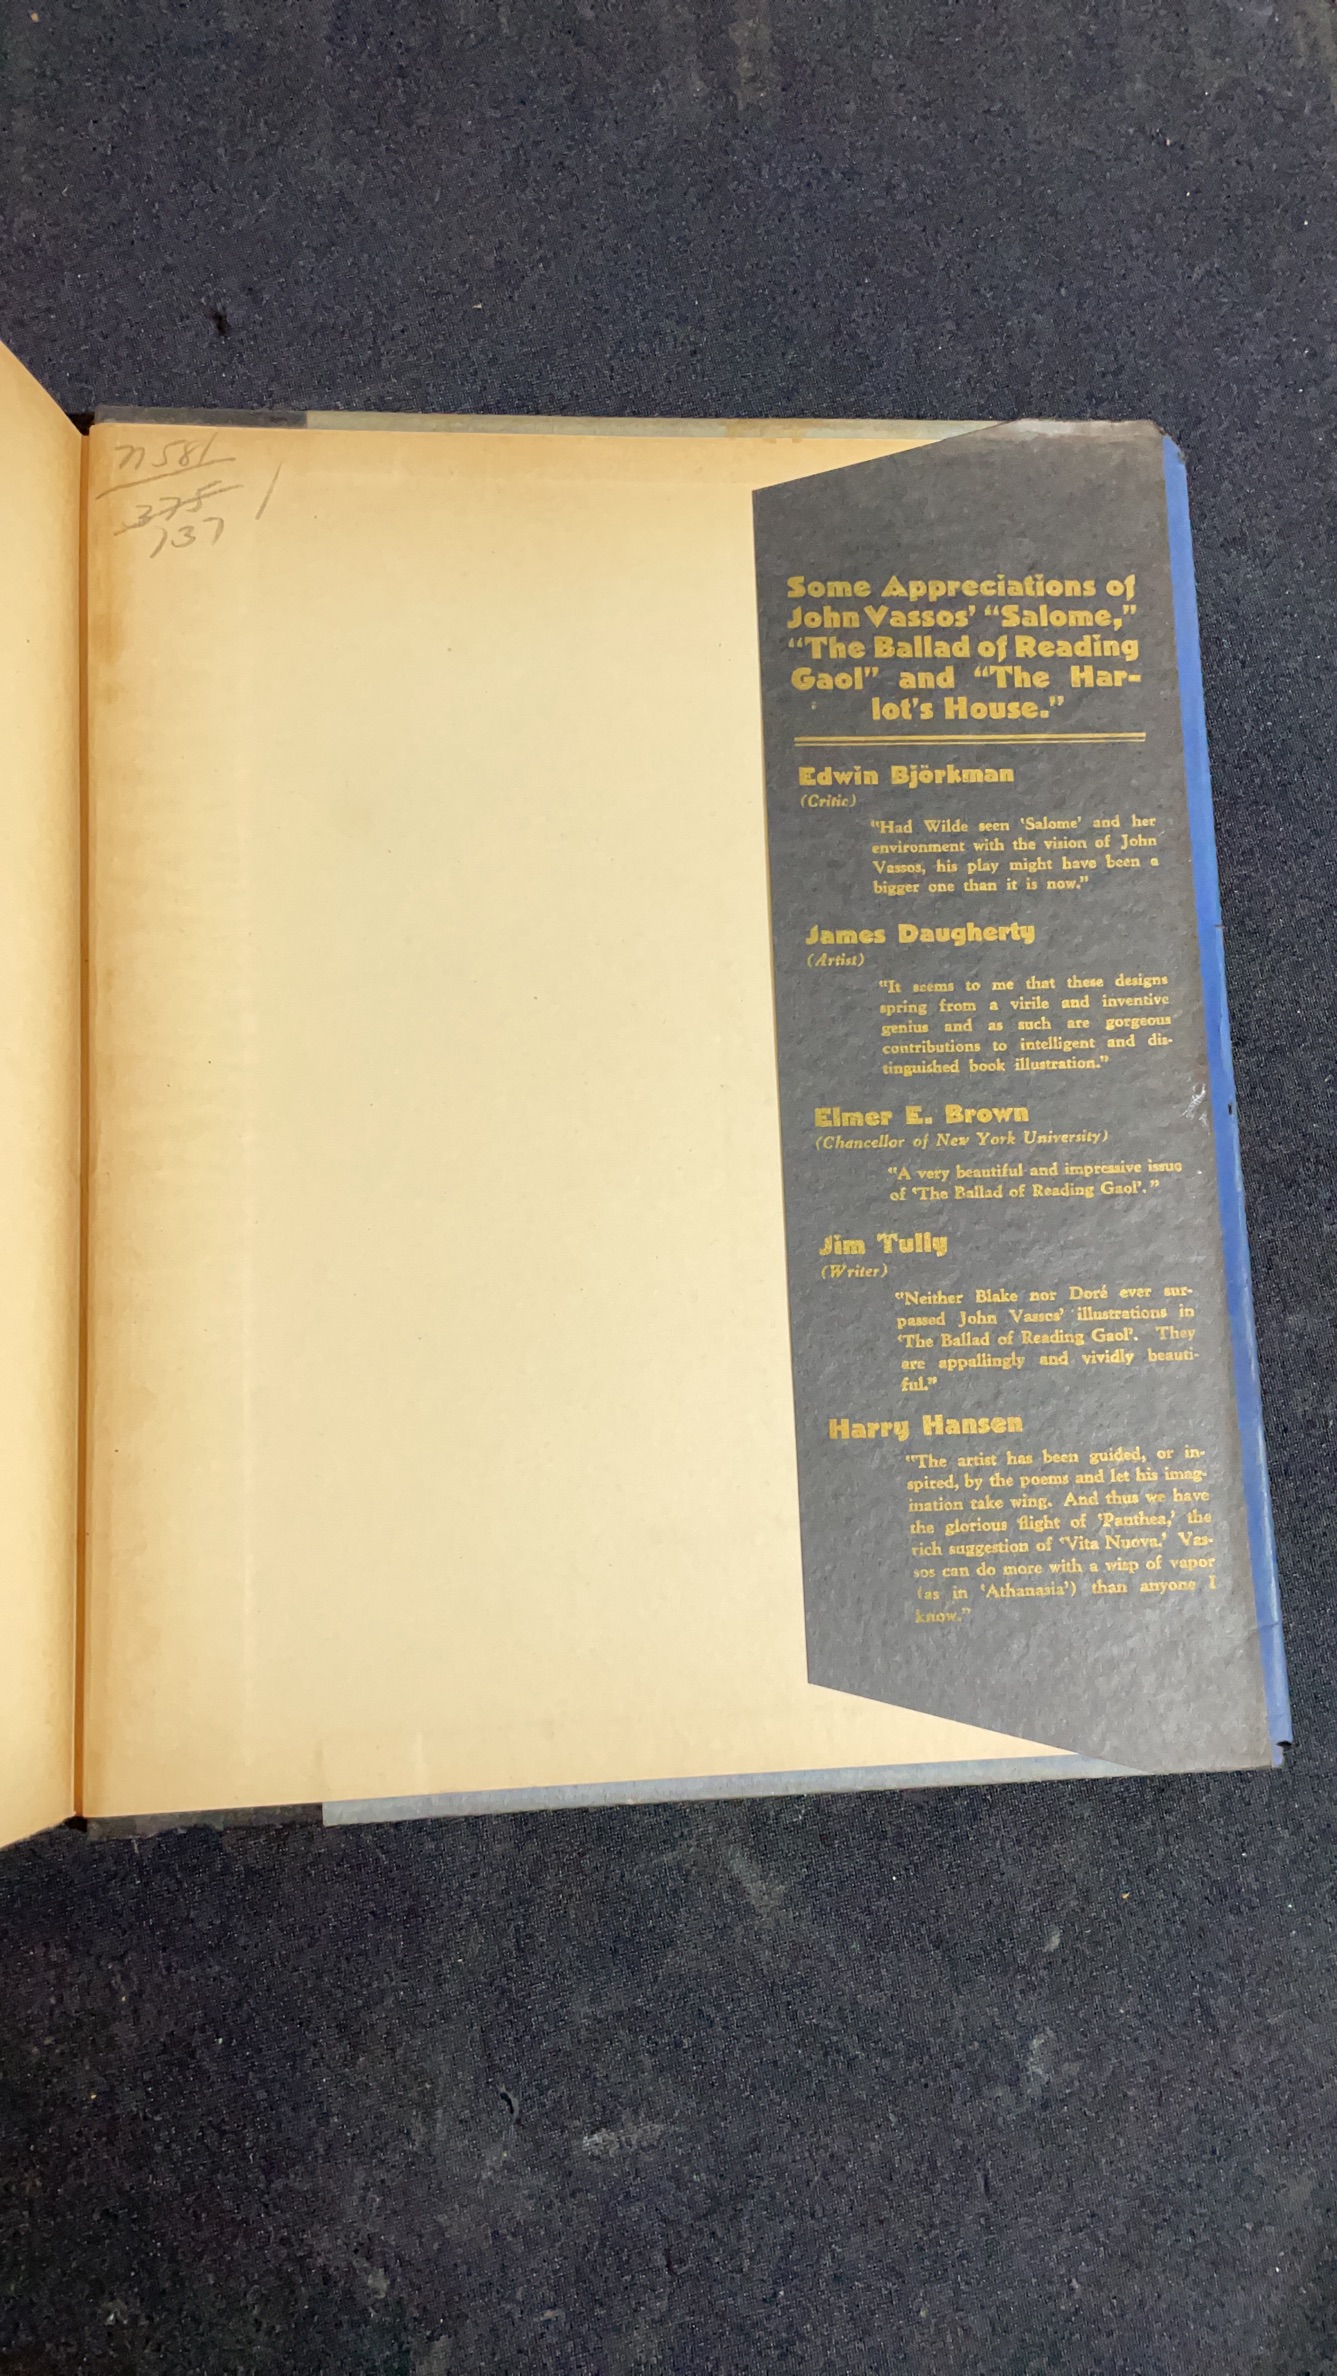 n581
375
137
Some Appreciations of
John Vassos' "Salome,"
"The Ballad of Reading
Gaol" and "The Har-
lot's House."
Edwin Björkman
(Critic)
"Had Wilde seen 'Salome' and her
environment with the vision of John
Vassos, his play might have been a
bigger one than it is now."
James Daugherty
(Artist)
"It seems to me that these designs
spring from a virile and inventive
genius and as such are gorgeous
contributions to intelligent and dis-
tinguished book illustration."
Elmer E. Brown
(Chancellor of New York University)
"A very beautiful and impressive issue
of 'The Ballad of Reading Gaol'."
Jim Tully
(Writer)
"Neither Blake nor Doré ever sur-
passed John Vassos' illustrations in
'The Ballad of Reading Gaol'. They
are appallingly and vividly beauti-
ful."
Harry Hansen
"The artist has been guided, or in-
spired, by the poems and let his imag-
ination take wing. And thus we have
the glorious flight of 'Panthea,' the
rich suggestion of 'Vita Nuova.' Vas-
sos can do more with a wisp of vapor
(as in 'Athanasia') than anyone I
know."